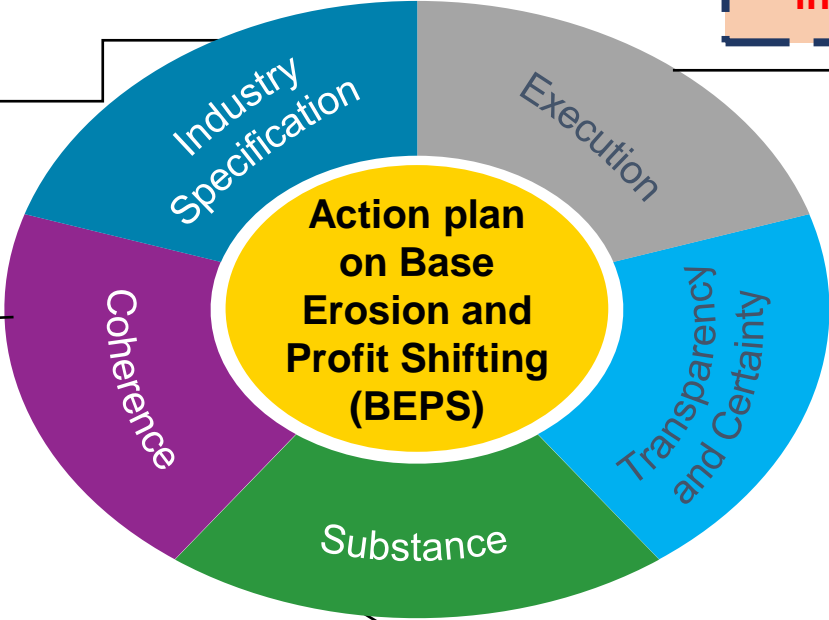 Industry
Specification
Execution
Action plan
on Base
Erosion and
Profit Shifting
(BEPS)
Coherence
Transparency
and Certainty
Substance